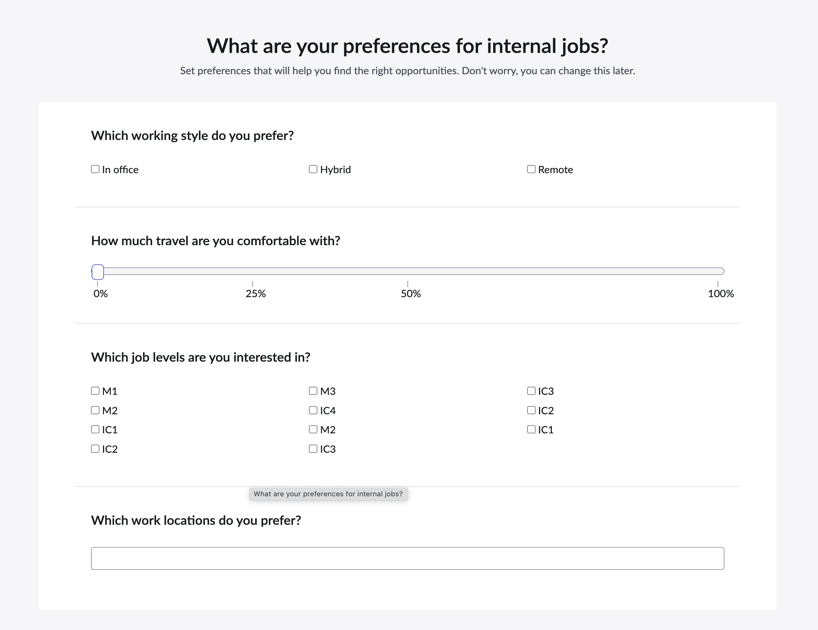 What are your preferences for internal jobs?
Set preferences that will help you find the right opportunities. Don't worry, you can change this later.
Which working style do you prefer?
In office Hybrid Remote
How much travel are you comfortable with?
0% 25% 50% 100%
Which job levels are you interested in?
M1 M3 IC3
M2 IC4 IC2
IC1 M2 IC1
IC2 IC3
What are your preferences for internal jobs?
Which work locations do you prefer?